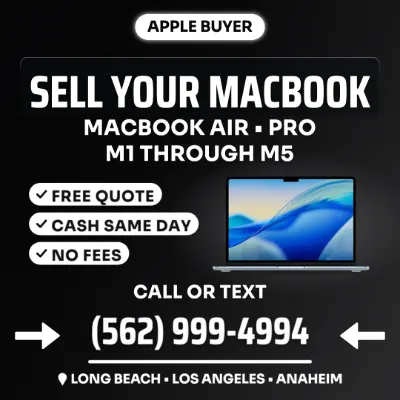 APPLE BUYER
SELL YOUR MACBOOK
MACBOOK AIR • PRO
M1 THROUGH M5
✓ FREE QUOTE
✓ CASH SAME DAY
✓ NO FEES
CALL OR TEXT
(562) 999-4994
LONG BEACH • LOS ANGELES • ANAHEIM